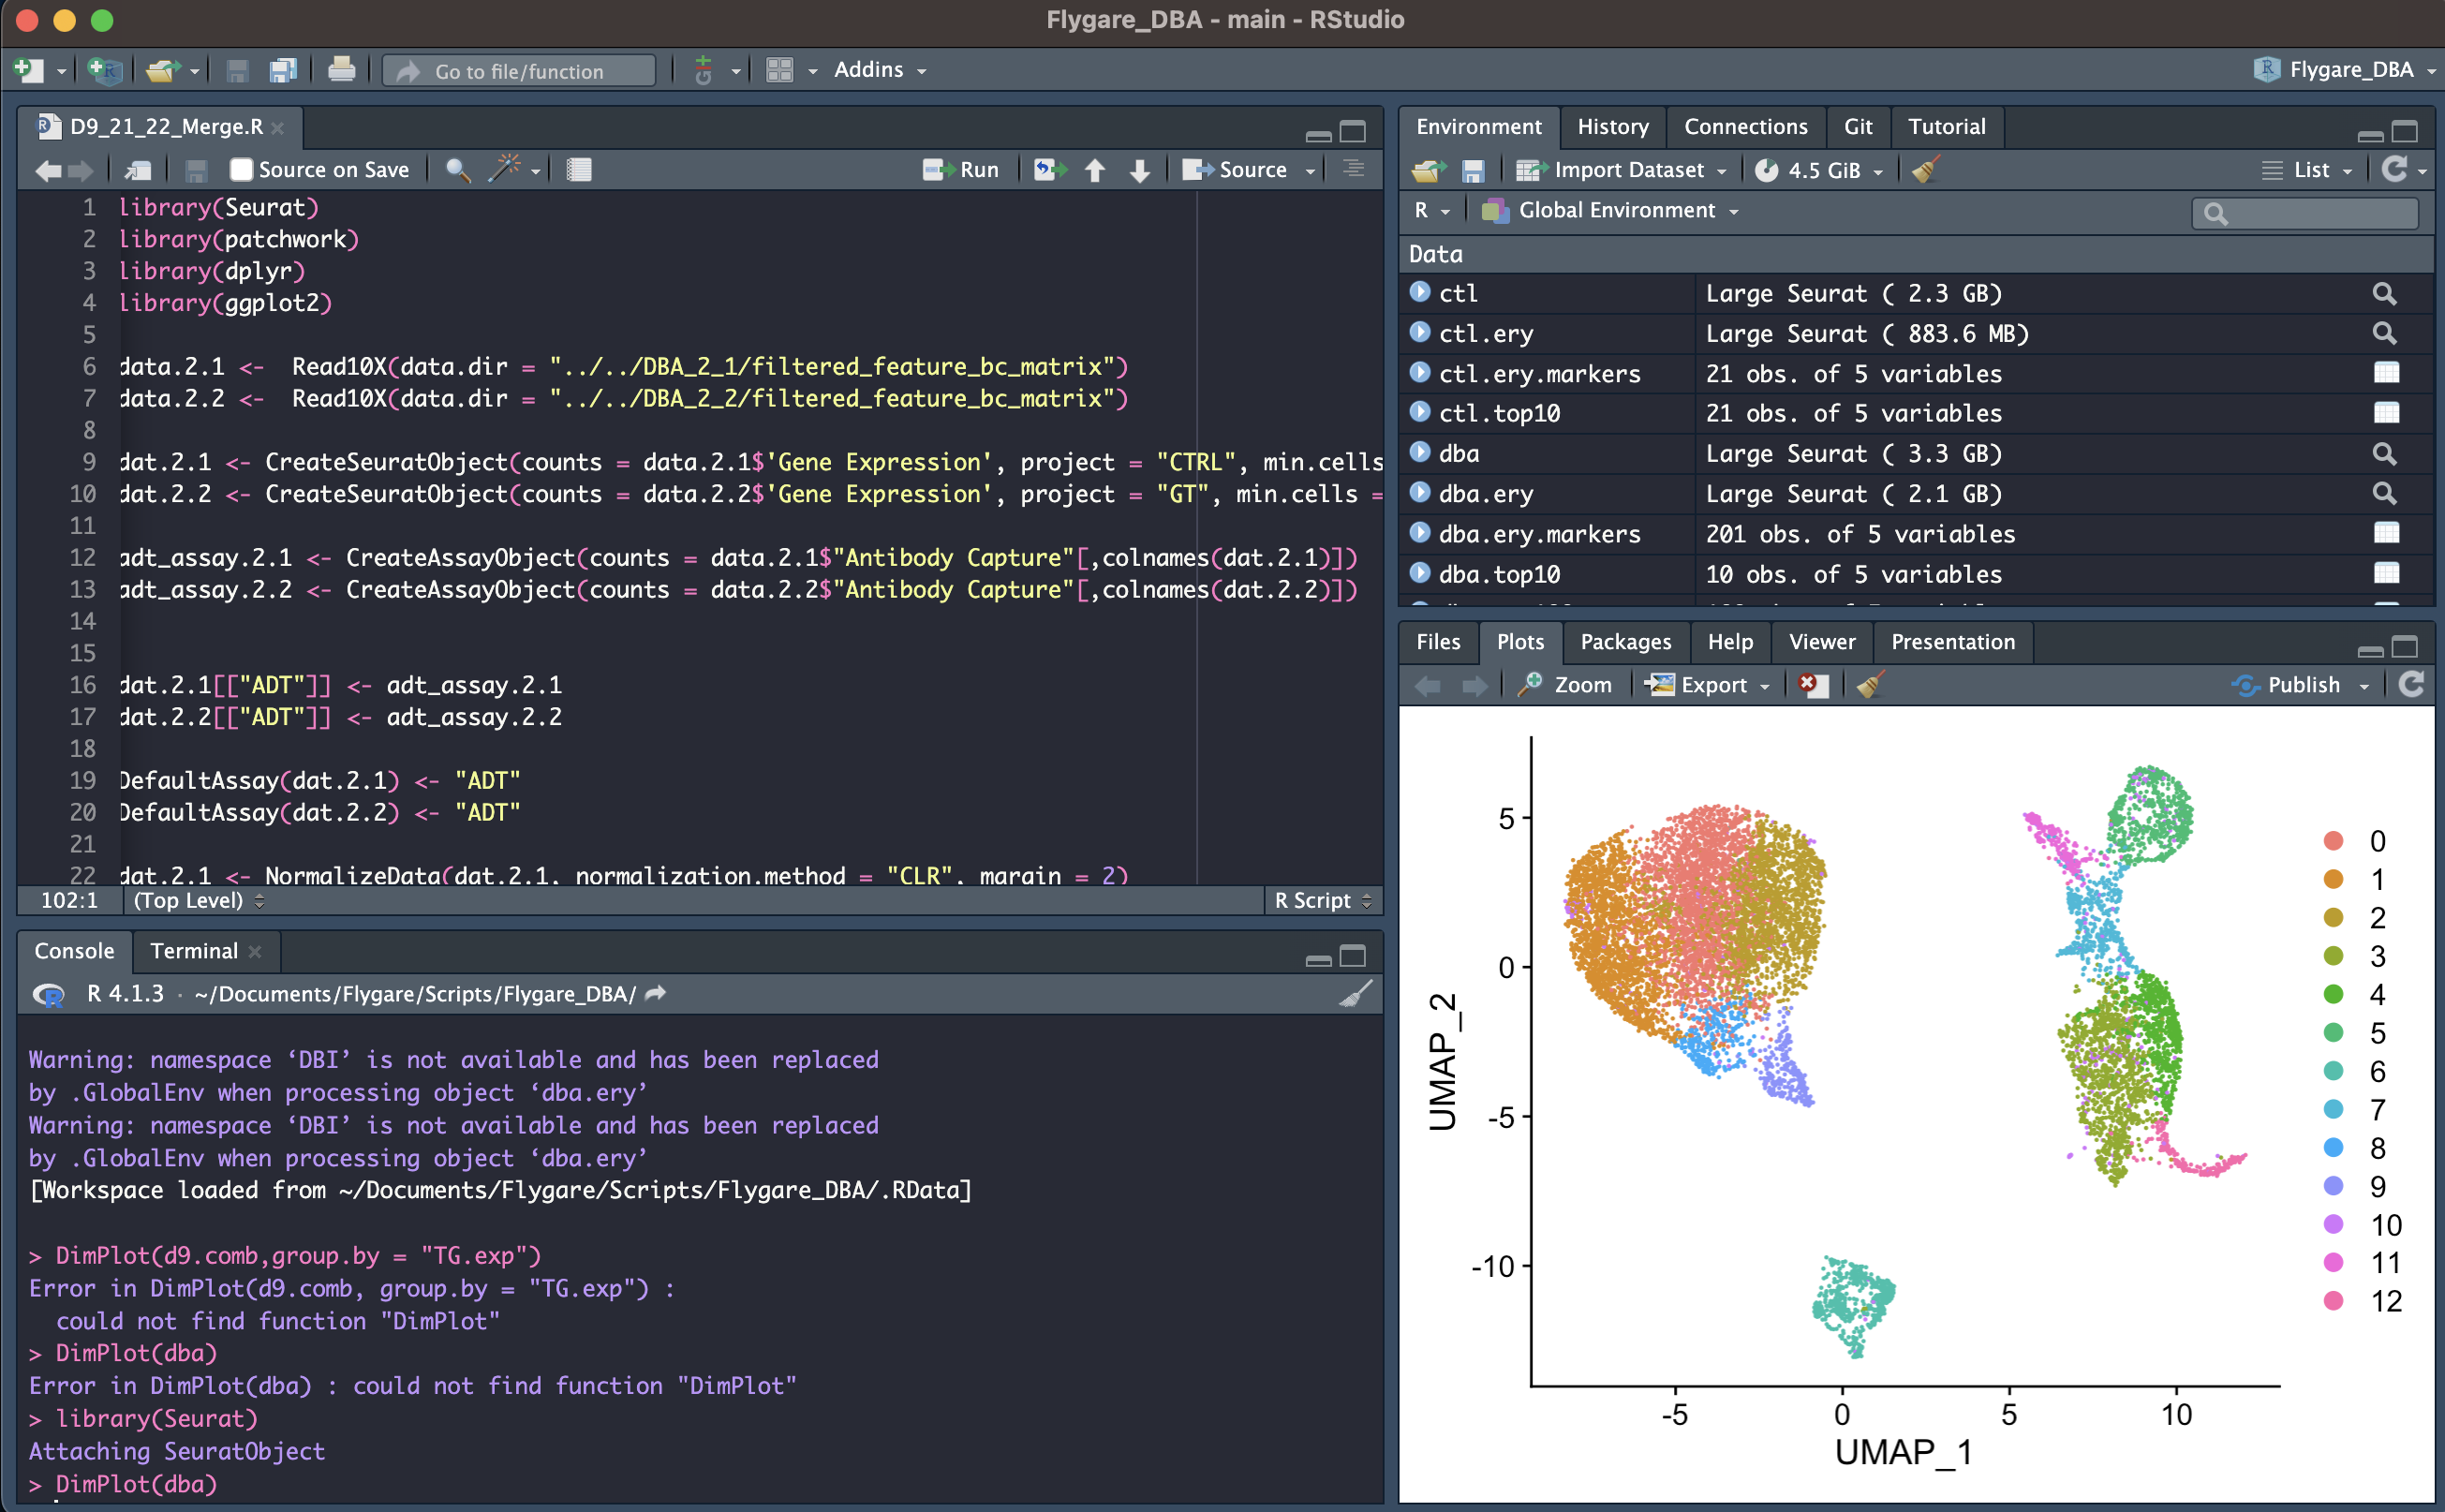 Flygare_DBA - main - RStudio
Go to file/function
Addins
Flygare_DBA
D9_21_22_Merge.R
Source on Save
Run
Source
1 library(Seurat)
2 library(patchwork)
3 library(dplyr)
4 library(ggplot2)
5
6 data.2.1 <-  Read10X(data.dir = "../../DBA_2_1/filtered_feature_bc_matrix")
7 data.2.2 <-  Read10X(data.dir = "../../DBA_2_2/filtered_feature_bc_matrix")
8
9 dat.2.1 <- CreateSeuratObject(counts = data.2.1$'Gene Expression', project = "CTRL", min.cells
10 dat.2.2 <- CreateSeuratObject(counts = data.2.2$'Gene Expression', project = "GT", min.cells =
11
12 adt_assay.2.1 <- CreateAssayObject(counts = data.2.1$"Antibody Capture"[,colnames(dat.2.1)])
13 adt_assay.2.2 <- CreateAssayObject(counts = data.2.2$"Antibody Capture"[,colnames(dat.2.2)])
14
15
16 dat.2.1[["ADT"]] <- adt_assay.2.1
17 dat.2.2[["ADT"]] <- adt_assay.2.2
18
19 DefaultAssay(dat.2.1) <- "ADT"
20 DefaultAssay(dat.2.2) <- "ADT"
21
22 dat.2.1 <- NormalizeData(dat.2.1, normalization.method = "CLR", margin = 2)
102:1 (Top Level) R Script
Console Terminal
R 4.1.3 · ~/Documents/Flygare/Scripts/Flygare_DBA/
Warning: namespace ‘DBI’ is not available and has been replaced
by .GlobalEnv when processing object ‘dba.ery’
Warning: namespace ‘DBI’ is not available and has been replaced
by .GlobalEnv when processing object ‘dba.ery’
[Workspace loaded from ~/Documents/Flygare/Scripts/Flygare_DBA/.RData]
> DimPlot(d9.comb,group.by = "TG.exp")
Error in DimPlot(d9.comb, group.by = "TG.exp") :
could not find function "DimPlot"
> DimPlot(dba)
Error in DimPlot(dba) : could not find function "DimPlot"
> library(Seurat)
Attaching SeuratObject
> DimPlot(dba)
Environment History Connections Git Tutorial
Import Dataset 4.5 GiB List
R Global Environment
Data
ctl Large Seurat ( 2.3 GB)
ctl.ery Large Seurat ( 883.6 MB)
ctl.ery.markers 21 obs. of 5 variables
ctl.top10 21 obs. of 5 variables
dba Large Seurat ( 3.3 GB)
dba.ery Large Seurat ( 2.1 GB)
dba.ery.markers 201 obs. of 5 variables
dba.top10 10 obs. of 5 variables
Files Plots Packages Help Viewer Presentation
Zoom Export Publish
5
0
-5
-10
UMAP_2
-5 0 5 10
UMAP_1
0
1
2
3
4
5
6
7
8
9
10
11
12